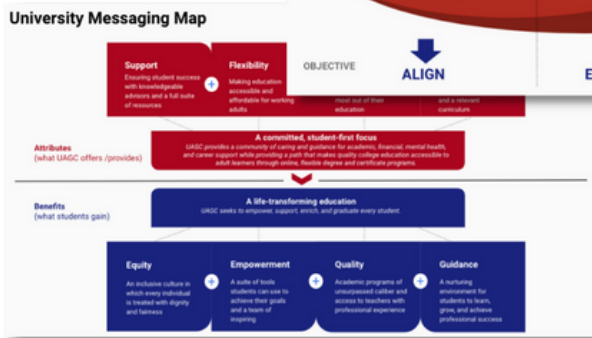 University Messaging Map
OBJECTIVE
ALIGN
E
Support
Ensuring student success
with knowledgeable
advisors and a full suite
of resources
Flexibility
Making education
accessible and
affordable for working
adults
most out of their
education
and a relevant
curriculum
Attributes
(what UAGC offers /provides)
A committed, student-first focus
UAGC provides a community of caring and guidance for academic, financial, mental health,
and career support while providing a path that makes quality college education accessible to
adult learners through online, flexible degree and certificate programs.
Benefits
(what students gain)
A life-transforming education
UAGC seeks to empower, support, enrich, and graduate every student.
Equity
An inclusive culture in
which every individual
is treated with dignity
and fairness
Empowerment
A suite of tools
students can use to
achieve their goals
and a team of
inspiring
Quality
Academic programs of
unsurpassed caliber and
access to teachers with
professional experience
Guidance
A nurturing
environment for
students to learn,
grow, and achieve
professional success